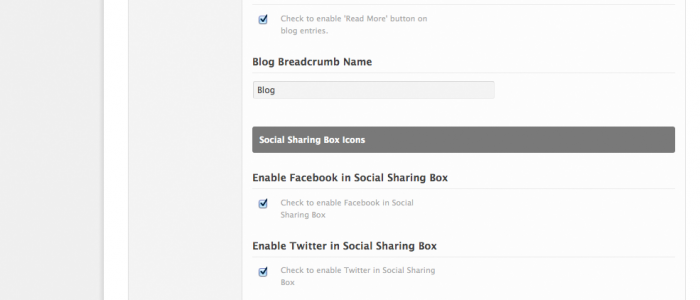 Check to enable 'Read More' button on
blog entries.
Blog Breadcrumb Name
Blog
Social Sharing Box Icons
Enable Facebook in Social Sharing Box
Check to enable Facebook in Social
Sharing Box
Enable Twitter in Social Sharing Box
Check to enable Twitter in Social Sharing
Box